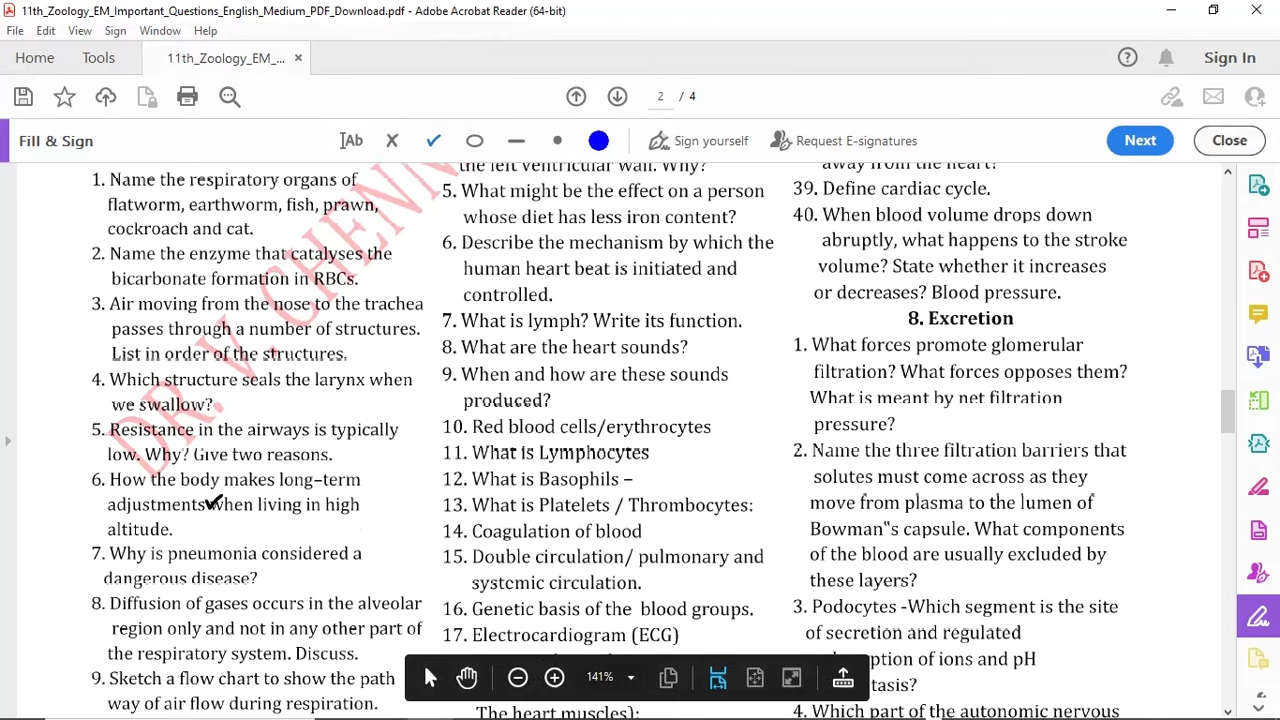 11th_Zoology_EM_Important_Questions_English_Medium_PDF_Download.pdf - Adobe Acrobat Reader (64-bit)
File Edit View Sign Window Help
Home Tools 11th_Zoology_EM_... × Sign In
2 / 4
Fill & Sign Ab Sign yourself Request E-signatures Next Close
DR. V. CHENN
1. Name the respiratory organs of
flatworm, earthworm, fish, prawn,
cockroach and cat.
2. Name the enzyme that catalyses the
bicarbonate formation in RBCs.
3. Air moving from the nose to the trachea
passes through a number of structures.
List in order of the structures.
4. Which structure seals the larynx when
we swallow?
5. Resistance in the airways is typically
low. Why? Give two reasons.
6. How the body makes long-term
adjustments when living in high
altitude.
7. Why is pneumonia considered a
dangerous disease?
8. Diffusion of gases occurs in the alveolar
region only and not in any other part of
the respiratory system. Discuss.
9. Sketch a flow chart to show the path
way of air flow during respiration.
the left ventricular wall. Why?
5. What might be the effect on a person
whose diet has less iron content?
6. Describe the mechanism by which the
human heart beat is initiated and
controlled.
7. What is lymph? Write its function.
8. What are the heart sounds?
9. When and how are these sounds
produced?
10. Red blood cells/erythrocytes
11. What is Lymphocytes
12. What is Basophils –
13. What is Platelets / Thrombocytes:
14. Coagulation of blood
15. Double circulation/ pulmonary and
systemic circulation.
16. Genetic basis of the blood groups.
17. Electrocardiogram (ECG)
The heart muscles):
away from the heart?
39. Define cardiac cycle.
40. When blood volume drops down
abruptly, what happens to the stroke
volume? State whether it increases
or decreases? Blood pressure.
8. Excretion
1. What forces promote glomerular
filtration? What forces opposes them?
What is meant by net filtration
pressure?
2. Name the three filtration barriers that
solutes must come across as they
move from plasma to the lumen of
Bowman"s capsule. What components
of the blood are usually excluded by
these layers?
3. Podocytes -Which segment is the site
of secretion and regulated
ption of ions and pH
tasis?
4. Which part of the autonomic nervous
141%